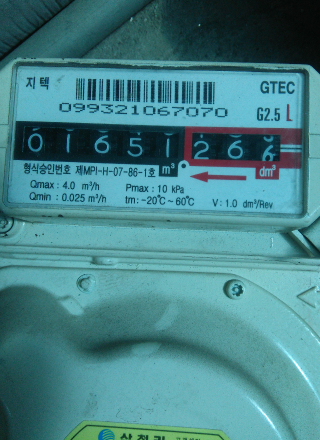 지텍
GTEC
099321067070
G2.5 L
01651 266
형식승인번호 제MPI-H-07-86-1호 m³ dm³
Qmax : 4.0 m³/h Pmax : 10 kPa
Qmin : 0.025 m³/h tm: -20℃~60℃ V: 1.0 dm³/Rev